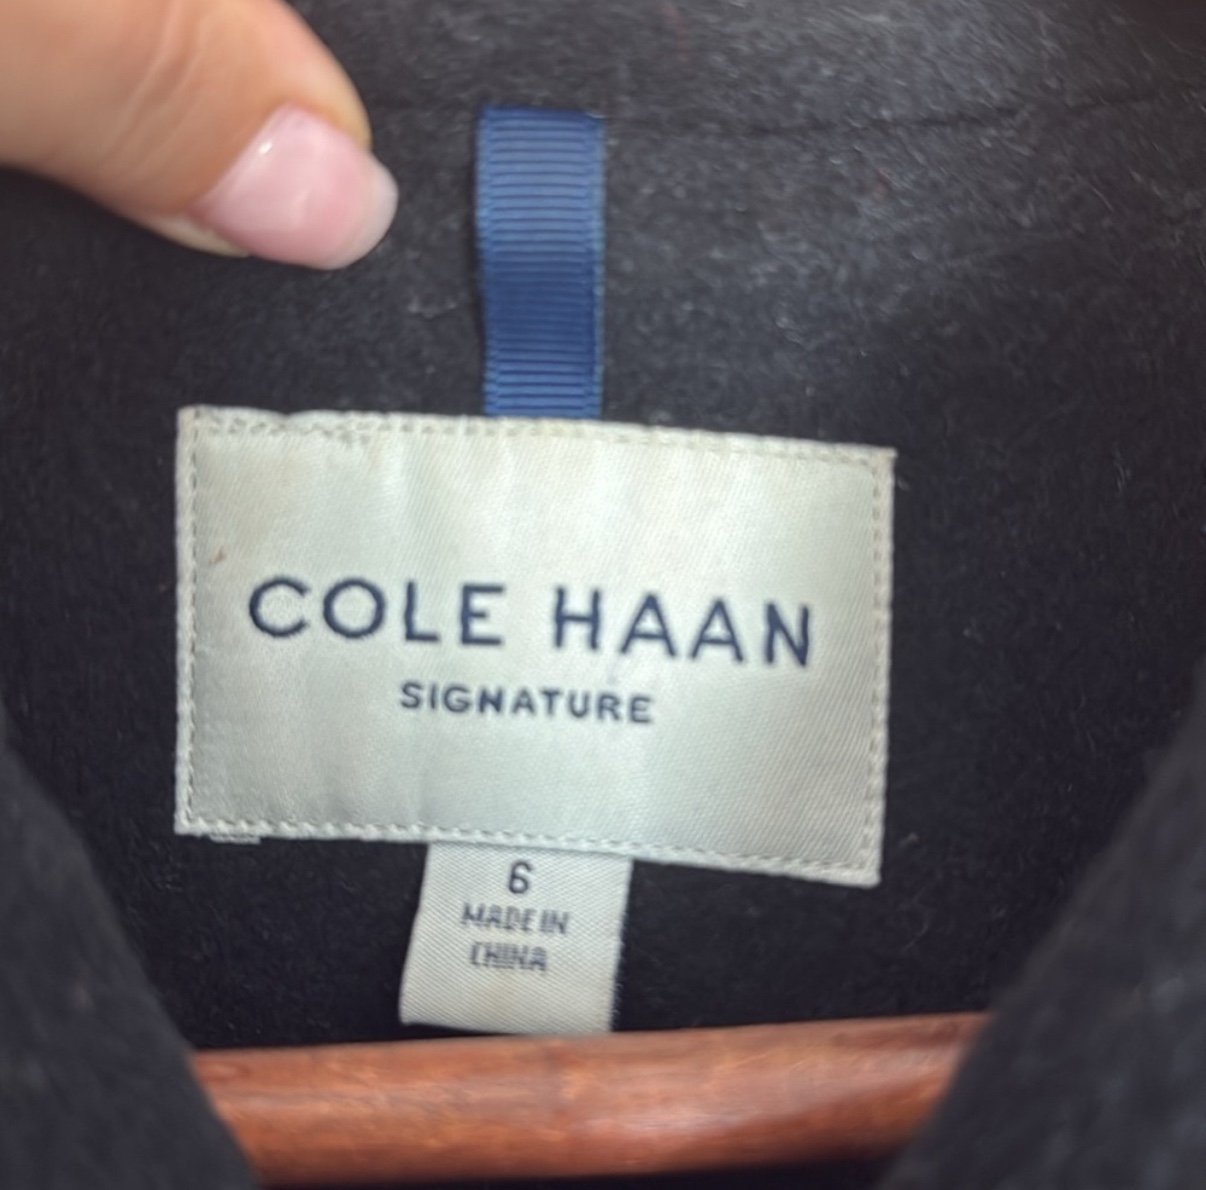 COLE HAAN
SIGNATURE
6
MADE IN
CHINA